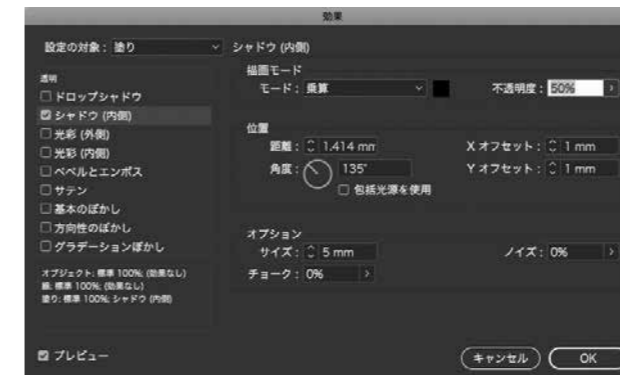 効果
設定の対象: 塗り
シャドウ (内側)
透明
ドロップシャドウ
シャドウ (内側)
光彩 (外側)
光彩 (内側)
ベベルとエンボス
サテン
基本のぼかし
方向性のぼかし
グラデーションぼかし
オブジェクト: 標準 100%; (効果なし)
線: 標準 100%; (効果なし)
塗り: 標準 100%; シャドウ (内側)
プレビュー
描画モード
モード: 乗算
不透明度: 50%
位置
距離: 1.414 mm
X オフセット: 1 mm
角度: 135°
Y オフセット: 1 mm
包括光源を使用
オプション
サイズ: 5 mm
ノイズ: 0%
チョーク: 0%
キャンセル
OK